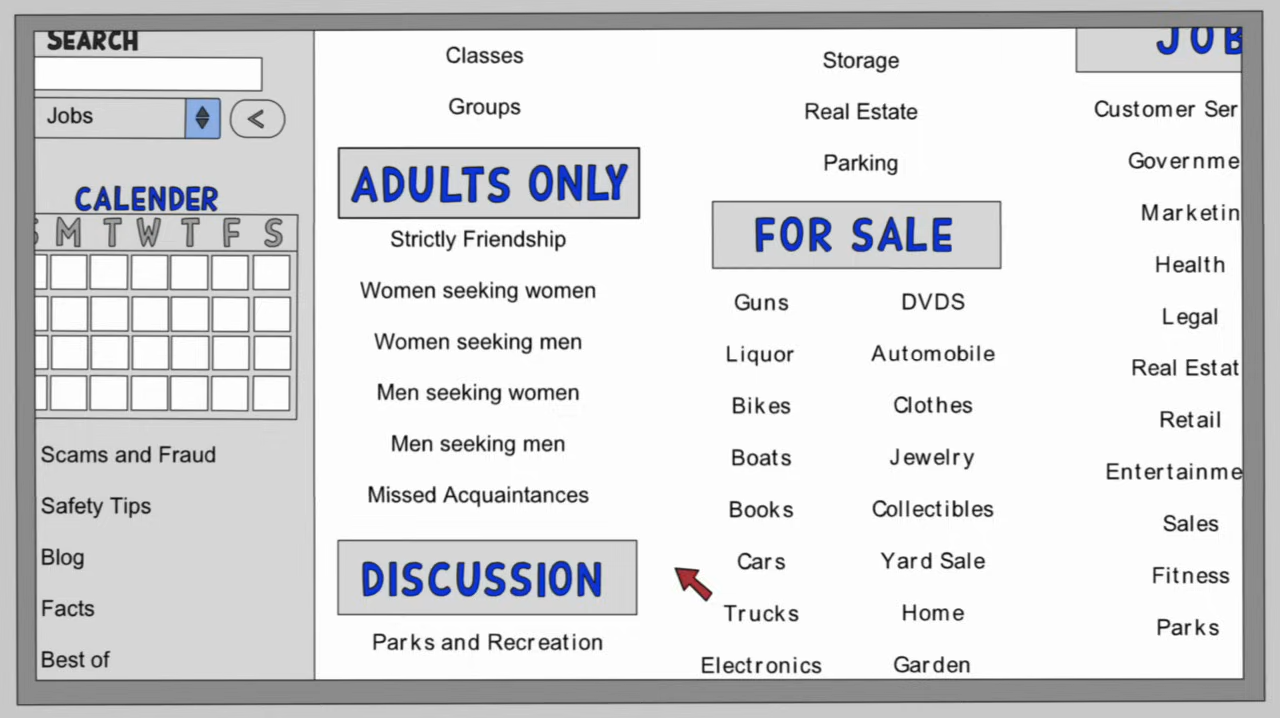 SEARCH
Jobs
<
CALENDER
S M T W T F S
Scams and Fraud
Safety Tips
Blog
Facts
Best of
Classes
Groups
ADULTS ONLY
Strictly Friendship
Women seeking women
Women seeking men
Men seeking women
Men seeking men
Missed Acquaintances
DISCUSSION
Parks and Recreation
Storage
Real Estate
Parking
FOR SALE
Guns
Liquor
Bikes
Boats
Books
Cars
Trucks
Electronics
DVDS
Automobile
Clothes
Jewelry
Collectibles
Yard Sale
Home
Garden
JOB
Customer Ser
Governme
Marketin
Health
Legal
Real Estat
Retail
Entertainme
Sales
Fitness
Parks